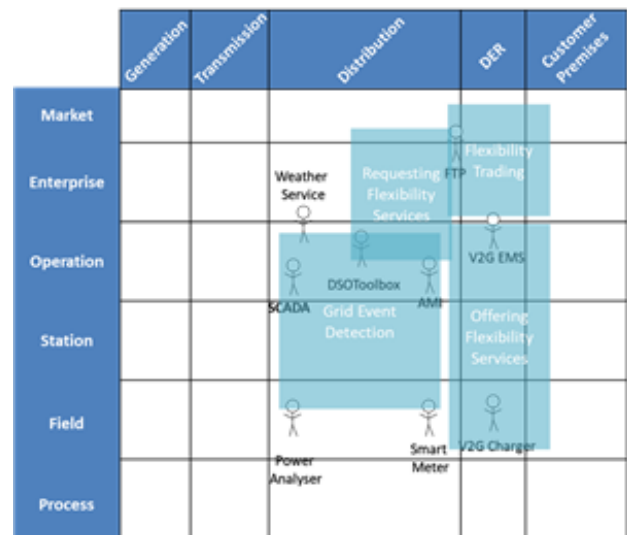 Generation
Transmission
Distribution
DER
Customer
Premises
Market
Enterprise
Operation
Station
Field
Process
Weather
Service
Requesting
Flexibility
Services
FTP
Flexibility
Trading
SCADA
DSOToolbox
AMI
V2G EMS
Grid Event
Detection
Offering
Flexibility
Services
Power
Analyser
Smart
Meter
V2G Charger